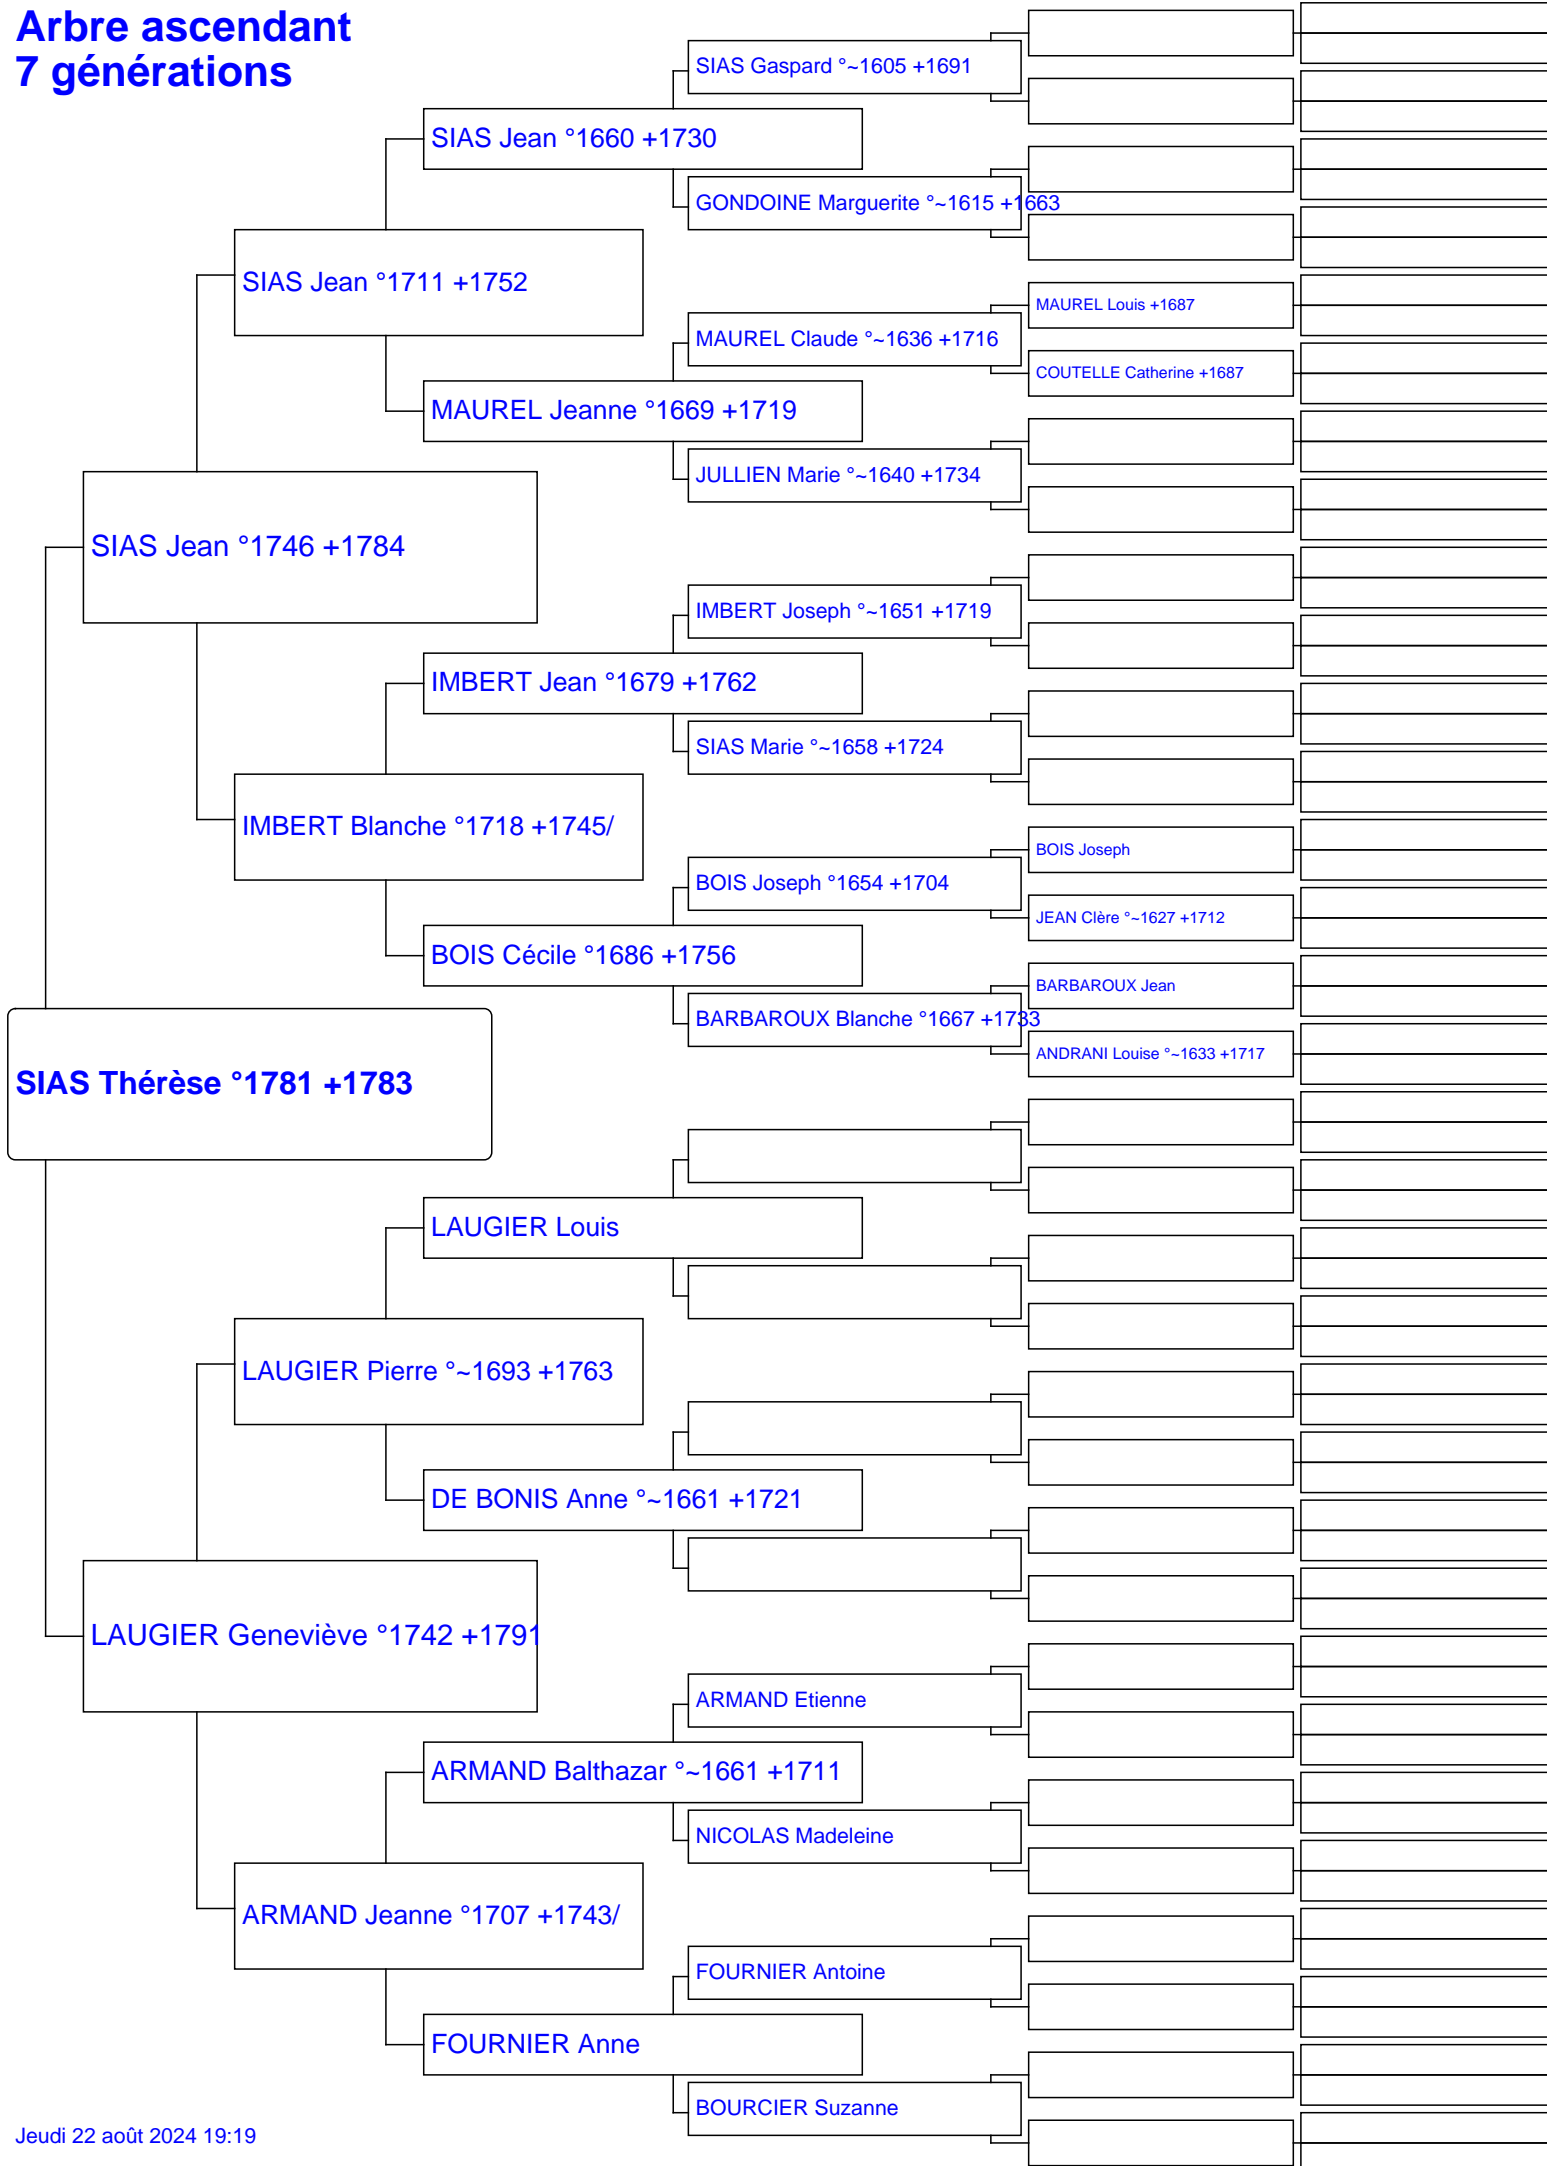 Arbre ascendant
7 générations
SIAS Gaspard °~1605 +1691
SIAS Jean °1660 +1730
GONDOINE Marguerite °~1615 +1663
SIAS Jean °1711 +1752
MAUREL Louis +1687
MAUREL Claude °~1636 +1716
COUTELLE Catherine +1687
MAUREL Jeanne °1669 +1719
JULLIEN Marie °~1640 +1734
SIAS Jean °1746 +1784
IMBERT Joseph °~1651 +1719
IMBERT Jean °1679 +1762
SIAS Marie °~1658 +1724
IMBERT Blanche °1718 +1745/
BOIS Joseph
BOIS Joseph °1654 +1704
JEAN Clère °~1627 +1712
BOIS Cécile °1686 +1756
BARBAROUX Jean
BARBAROUX Blanche °1667 +1733
ANDRANI Louise °~1633 +1717
SIAS Thérèse °1781 +1783
LAUGIER Louis
LAUGIER Pierre °~1693 +1763
DE BONIS Anne °~1661 +1721
LAUGIER Geneviève °1742 +1791
ARMAND Etienne
ARMAND Balthazar °~1661 +1711
NICOLAS Madeleine
ARMAND Jeanne °1707 +1743/
FOURNIER Antoine
FOURNIER Anne
BOURCIER Suzanne
Jeudi 22 août 2024 19:19